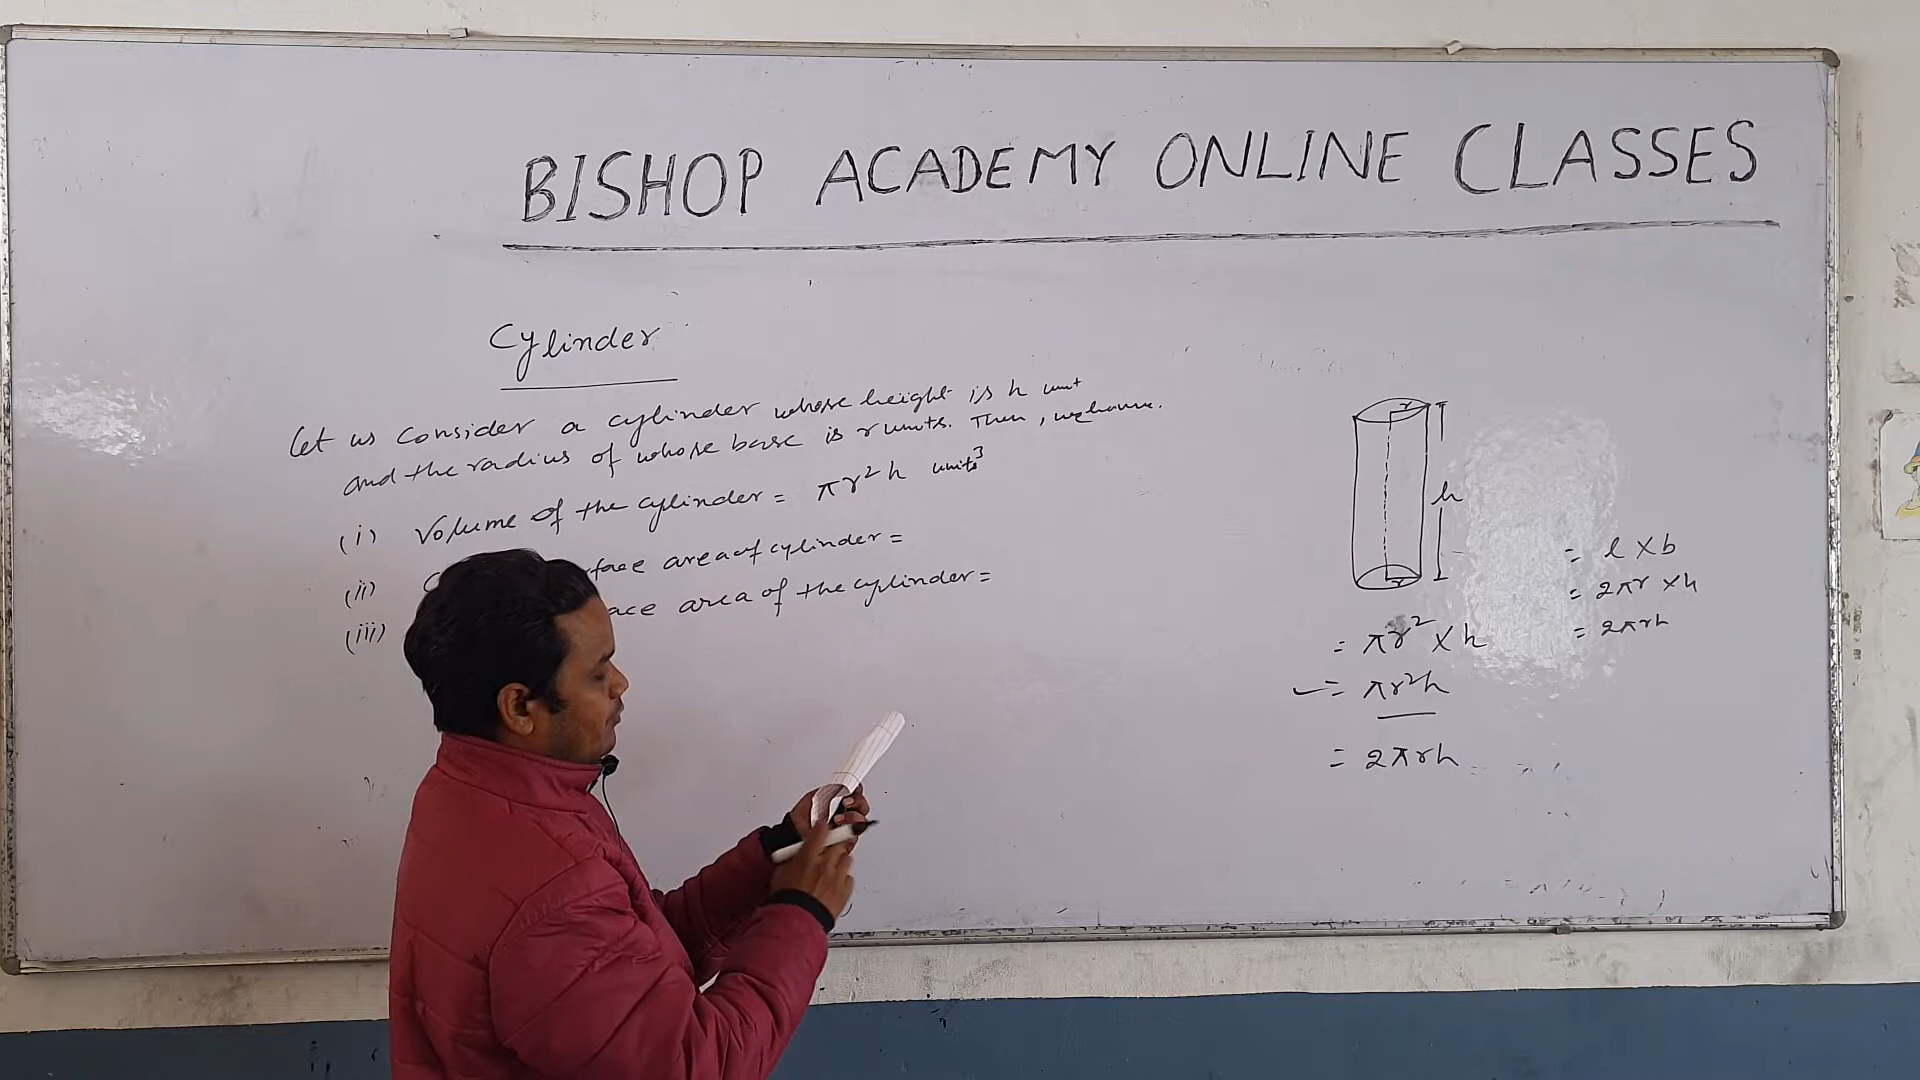 BISHOP ACADEMY ONLINE CLASSES
Cylinder
Let us consider a cylinder whose height is h unit
and the radius of whose base is r units. Then, we
(i) Volume of the cylinder = πr²h units³
(ii) area of cylinder =
(iii) area of the cylinder =
r
h
r
= πr² × h
= πr²h
= 2πrh
= l × b
= 2πr × h
= 2πrh